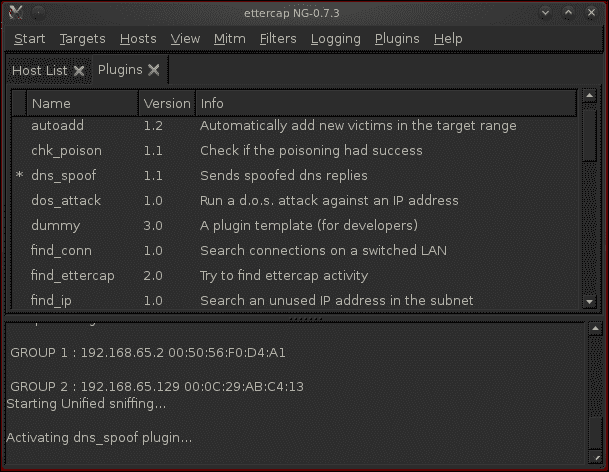 ettercap NG-0.7.3
Start Targets Hosts View Mitm Filters Logging Plugins Help
Host List Plugins
Name Version Info
autoadd 1.2 Automatically add new victims in the target range
chk_poison 1.1 Check if the poisoning had success
* dns_spoof 1.1 Sends spoofed dns replies
dos_attack 1.0 Run a d.o.s. attack against an IP address
dummy 3.0 A plugin template (for developers)
find_conn 1.0 Search connections on a switched LAN
find_ettercap 2.0 Try to find ettercap activity
find_ip 1.0 Search an unused IP address in the subnet
GROUP 1 : 192.168.65.2 00:50:56:F0:D4:A1
GROUP 2 : 192.168.65.129 00:0C:29:AB:C4:13
Starting Unified sniffing...
Activating dns_spoof plugin...